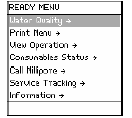 READY MENU
Water Quality →
Print Menu →
View Operation →
Consumables Status →
Call Millipore →
Service Tracking →
Information →